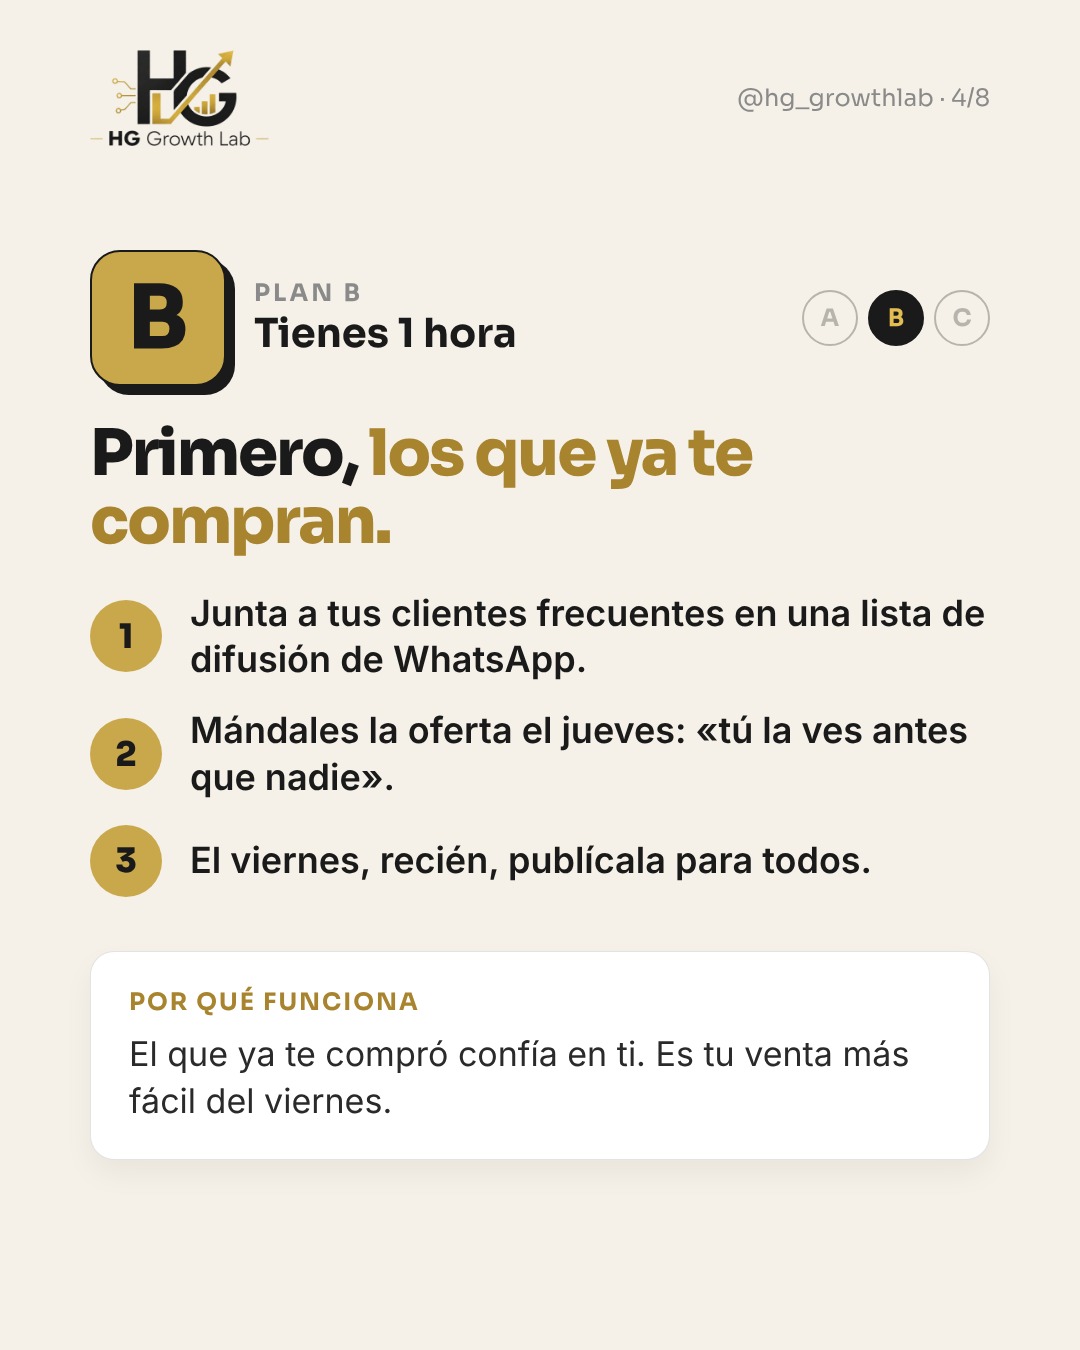 HG
HG Growth Lab
@hg_growthlab · 4/8
B
PLAN B
Tienes 1 hora
A B C
Primero, los que ya te
compran.
1 Junta a tus clientes frecuentes en una lista de
difusión de WhatsApp.
2 Mándales la oferta el jueves: «tú la ves antes
que nadie».
3 El viernes, recién, publícala para todos.
POR QUÉ FUNCIONA
El que ya te compró confía en ti. Es tu venta más
fácil del viernes.